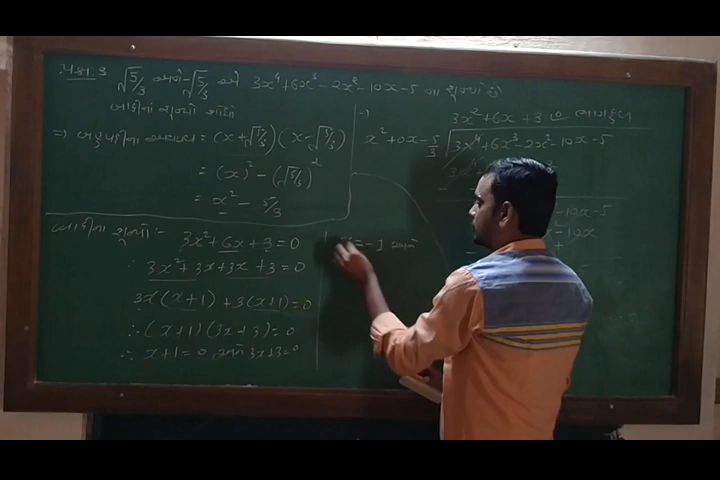 પ્રશ્ન.3 √5/3 અને -√5/3 એ 3x⁴+6x³-2x²-10x-5 ના શૂન્યો છે
બાકીના શૂન્યો શોધો
⇒ બહુપદીના અવયવ = (x+√5/3)(x-√5/3)
= (x)² - (√5/3)²
= x² - 5/3
3x²+6x+3 ભાગફળ
x²+0x-5/3 3x⁴+6x³-2x²-10x-5
-10x-5
-10x
+
બાકીના શૂન્યો :- 3x²+6x+3=0
∴ 3x²+3x+3x+3=0
3x(x+1)+3(x+1)=0
∴ (x+1)(3x+3)=0
∴ x+1=0 અને 3x+3=0
=-1 અને